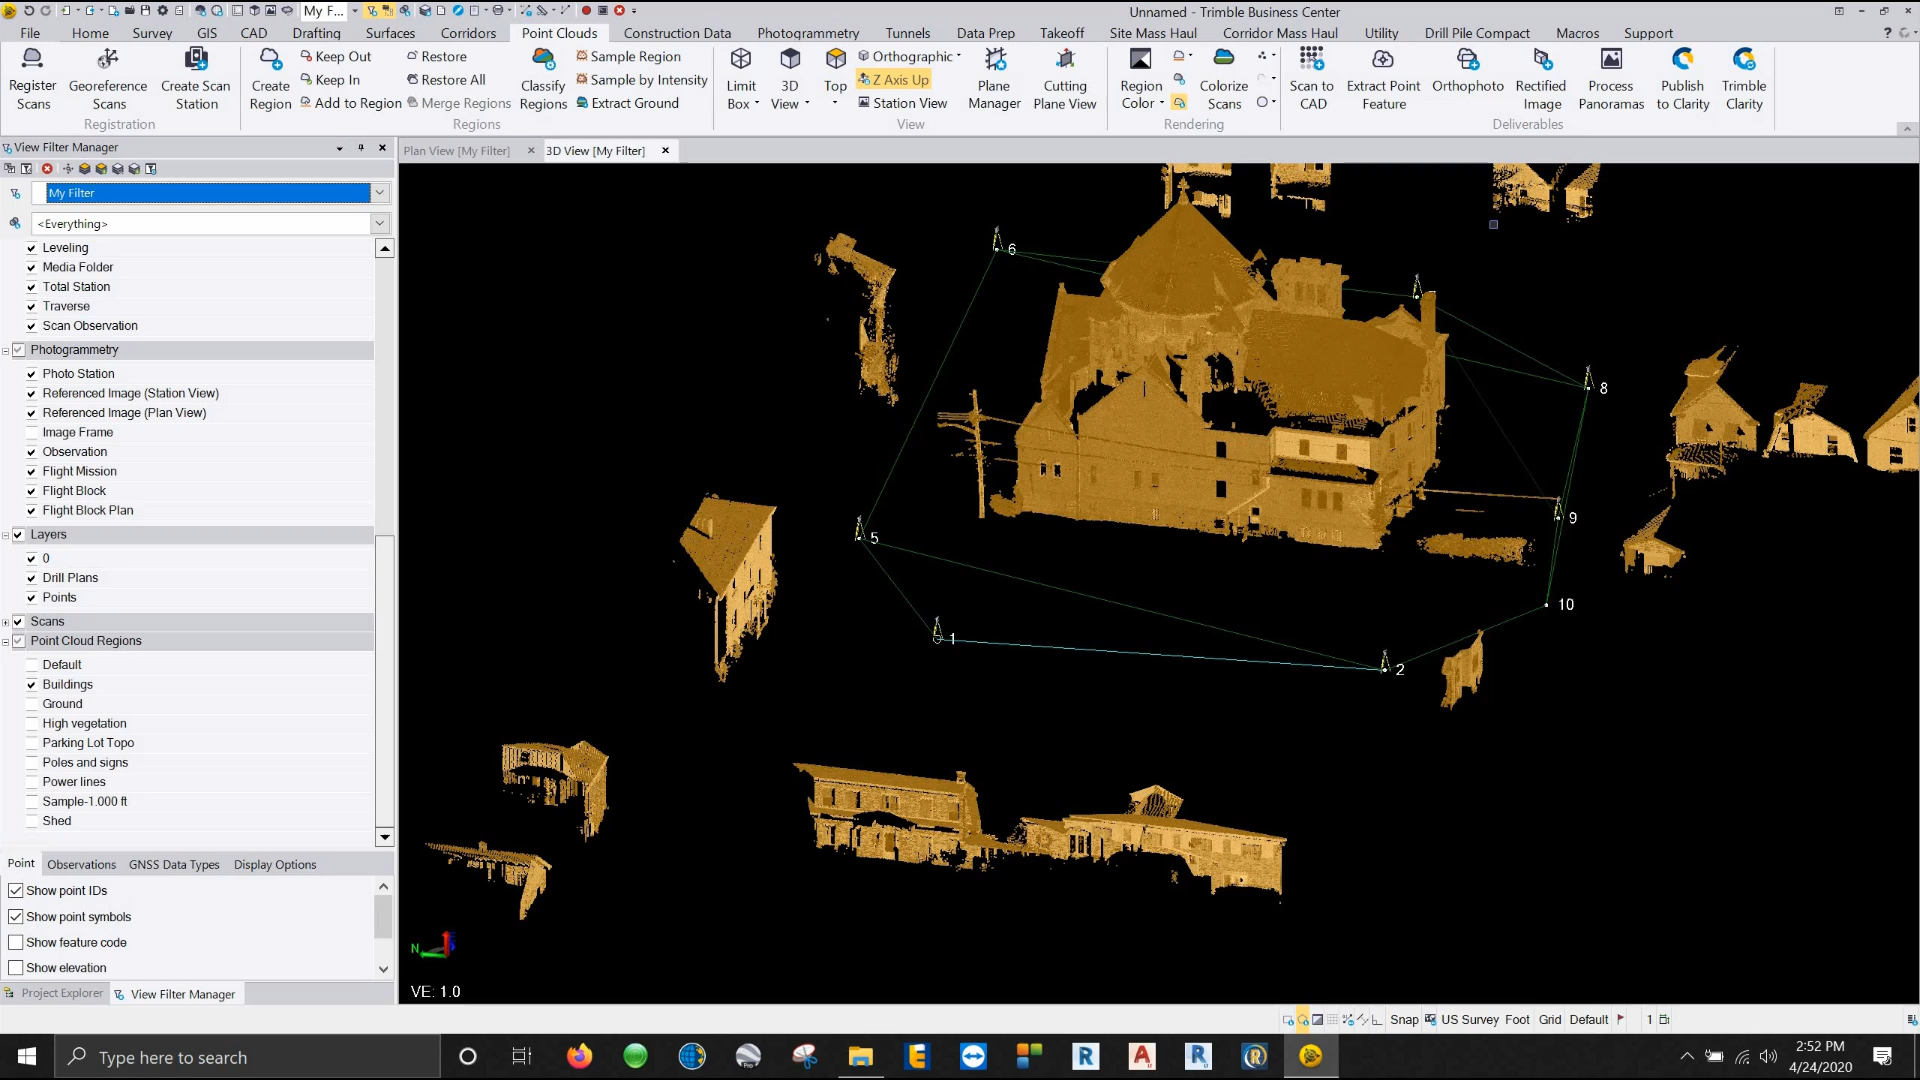 My F...
Unnamed - Trimble Business Center
File Home Survey GIS CAD Drafting Surfaces Corridors Point Clouds Construction Data Photogrammetry Tunnels Data Prep Takeoff Site Mass Haul Corridor Mass Haul Utility Drill Pile Compact Macros Support
Register Scans
Georeference Scans
Create Scan Station
Registration
Create Region
Keep Out
Keep In
Add to Region
Restore
Restore All
Merge Regions
Classify Regions
Sample Region
Sample by Intensity
Extract Ground
Regions
Limit Box
3D View
Top
Orthographic
Z Axis Up
Station View
Plane Manager
Cutting Plane View
View
Region Color
Colorize Scans
Rendering
Scan to CAD
Extract Point Feature
Orthophoto
Rectified Image
Process Panoramas
Publish to Clarity
Trimble Clarity
Deliverables
View Filter Manager
Plan View [My Filter]
3D View [My Filter]
My Filter
<Everything>
Leveling
Media Folder
Total Station
Traverse
Scan Observation
Photogrammetry
Photo Station
Referenced Image (Station View)
Referenced Image (Plan View)
Image Frame
Observation
Flight Mission
Flight Block
Flight Block Plan
Layers
0
Drill Plans
Points
Scans
Point Cloud Regions
Default
Buildings
Ground
High vegetation
Parking Lot Topo
Poles and signs
Power lines
Sample-1.000 ft
Shed
Point Observations GNSS Data Types Display Options
Show point IDs
Show point symbols
Show feature code
Show elevation
Project Explorer View Filter Manager
6
8
9
5
10
1
2
N
VE: 1.0
Snap US Survey Foot Grid Default 1
Type here to search
2:52 PM
4/24/2020